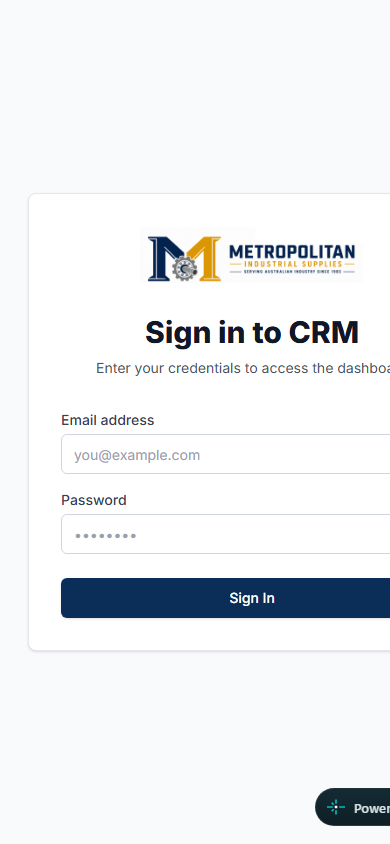 METROPOLITAN
INDUSTRIAL SUPPLIES
SERVING AUSTRALIAN INDUSTRY SINCE 1983
Sign in to CRM
Enter your credentials to access the dashboa
Email address
you@example.com
Password
••••••••
Sign In
Power